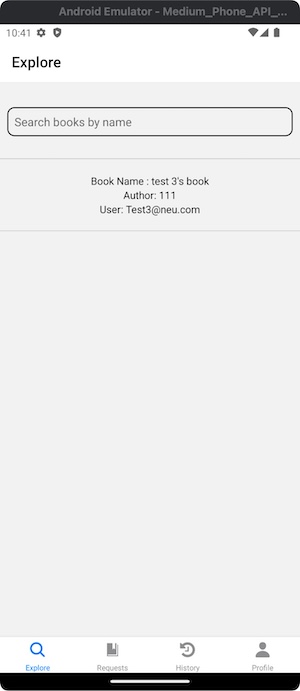 Android Emulator - Medium_Phone_API_...
10:41
Explore
Search books by name
Book Name : test 3's book
Author: 111
User: Test3@neu.com
Explore
Requests
History
Profile